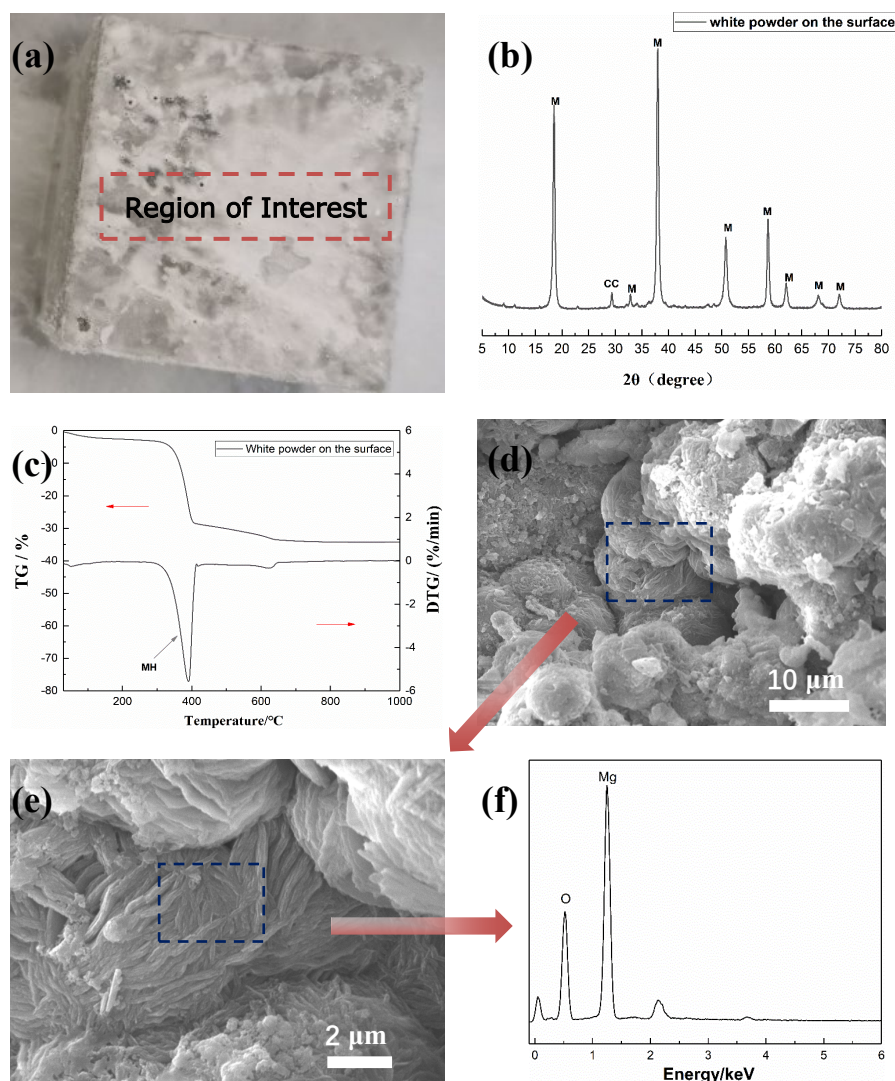 (a)
Region of Interest
(b)
white powder on the surface
M
M
CC
M
M
M
M
M
M
5 10 15 20 25 30 35 40 45 50 55 60 65 70 75 80
2θ（degree）
(c)
White powder on the surface
0
-10
-20
-30
-40
-50
-60
-70
-80
TG / %
6
4
2
0
-2
-4
-6
DTG/ (%/min)
MH
200 400 600 800 1000
Temperature/°C
(d)
10 μm
(e)
2 μm
(f)
Mg
O
0 1 2 3 4 5 6
Energy/keV